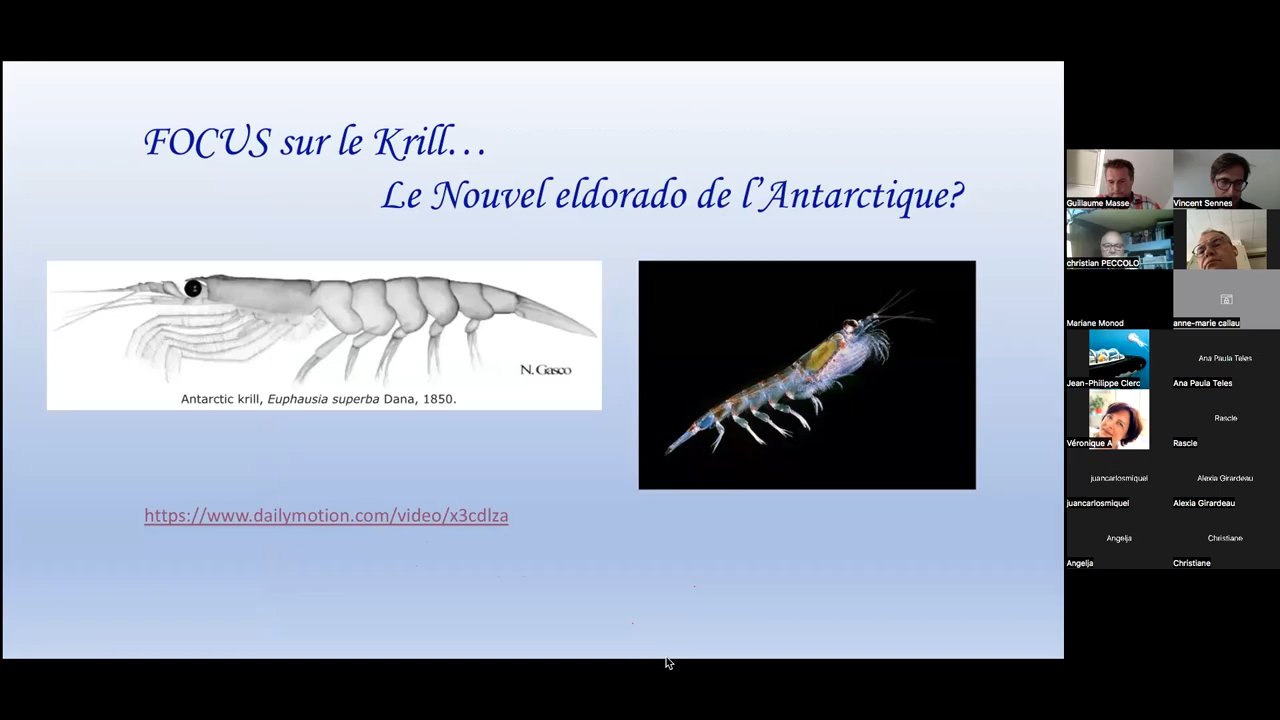 FOCUS sur le Krill…
Le Nouvel eldorado de l’Antarctique?
N. Gasco
Antarctic krill, Euphausia superba Dana, 1850.
https://www.dailymotion.com/video/x3cdlza
Guillaume Masse
Vincent Sennes
christian PECCOLO
Mariane Monod
anne-marie callau
Jean-Philippe Clerc
Ana Paula Teles
Ana Paula Teles
Véronique A
Rascle
Rascle
juancarlosmiquel
juancarlosmiquel
Alexia Girardeau
Alexia Girardeau
Angelja
Angelja
Christiane
Christiane